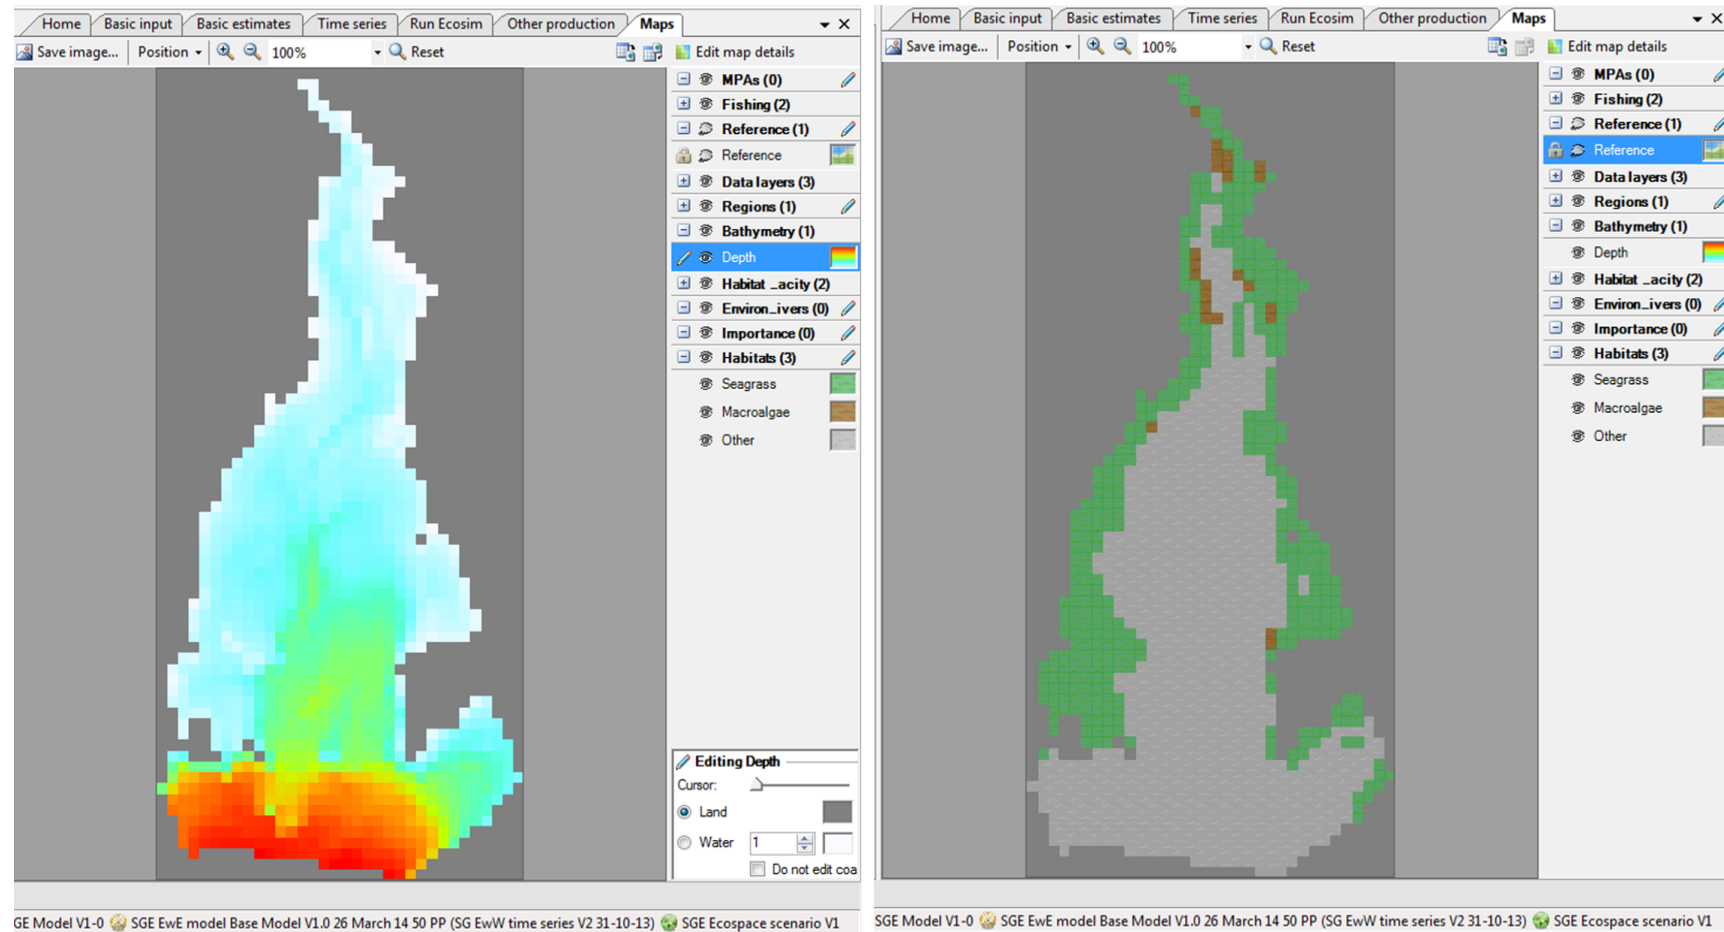 Home Basic input Basic estimates Time series Run Ecosim Other production Maps
Save image... Position 100% Reset Edit map details
MPAs (0)
Fishing (2)
Reference (1)
Reference
Data layers (3)
Regions (1)
Bathymetry (1)
Depth
Habitat _acity (2)
Environ_ivers (0)
Importance (0)
Habitats (3)
Seagrass
Macroalgae
Other
Editing Depth
Cursor:
Land
Water 1
Do not edit coa
GE Model V1-0 SGE EwE model Base Model V1.0 26 March 14 50 PP (SG EwW time series V2 31-10-13) SGE Ecospace scenario V1
Home Basic input Basic estimates Time series Run Ecosim Other production Maps
Save image... Position 100% Reset Edit map details
MPAs (0)
Fishing (2)
Reference (1)
Reference
Data layers (3)
Regions (1)
Bathymetry (1)
Depth
Habitat _acity (2)
Environ_ivers (0)
Importance (0)
Habitats (3)
Seagrass
Macroalgae
Other
SGE Model V1-0 SGE EwE model Base Model V1.0 26 March 14 50 PP (SG EwW time series V2 31-10-13) SGE Ecospace scenario V1